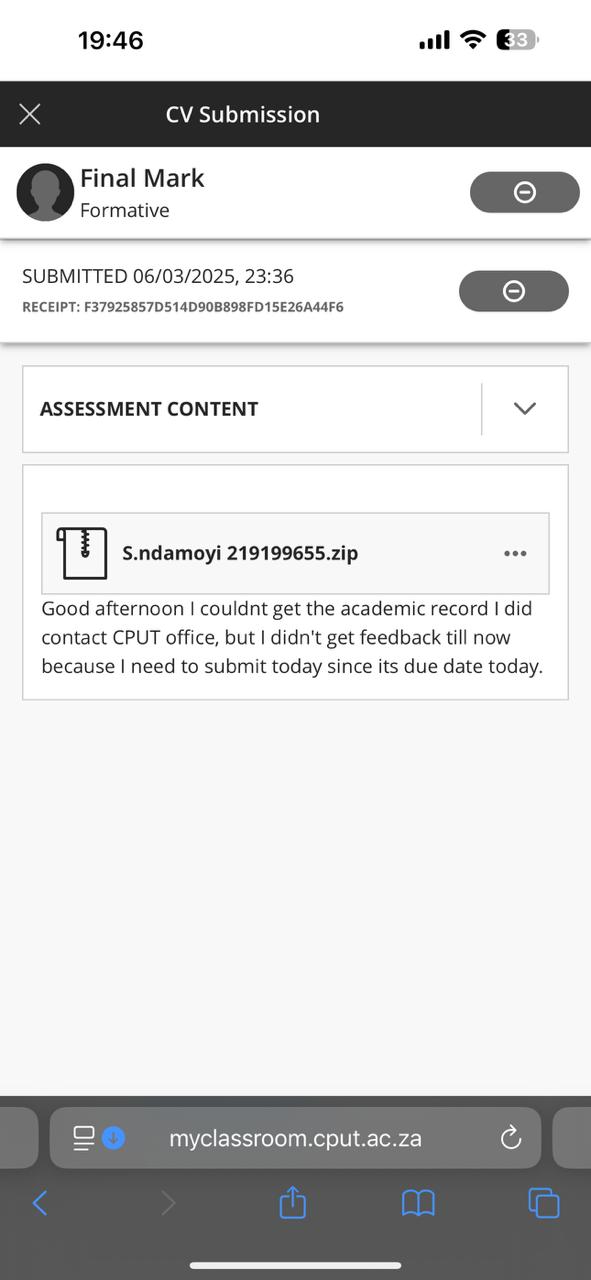 19:46
33
CV Submission
Final Mark
Formative
SUBMITTED 06/03/2025, 23:36
RECEIPT: F37925857D514D90B898FD15E26A44F6
ASSESSMENT CONTENT
S.ndamoyi 219199655.zip
Good afternoon I couldnt get the academic record I did
contact CPUT office, but I didn't get feedback till now
because I need to submit today since its due date today.
myclassroom.cput.ac.za